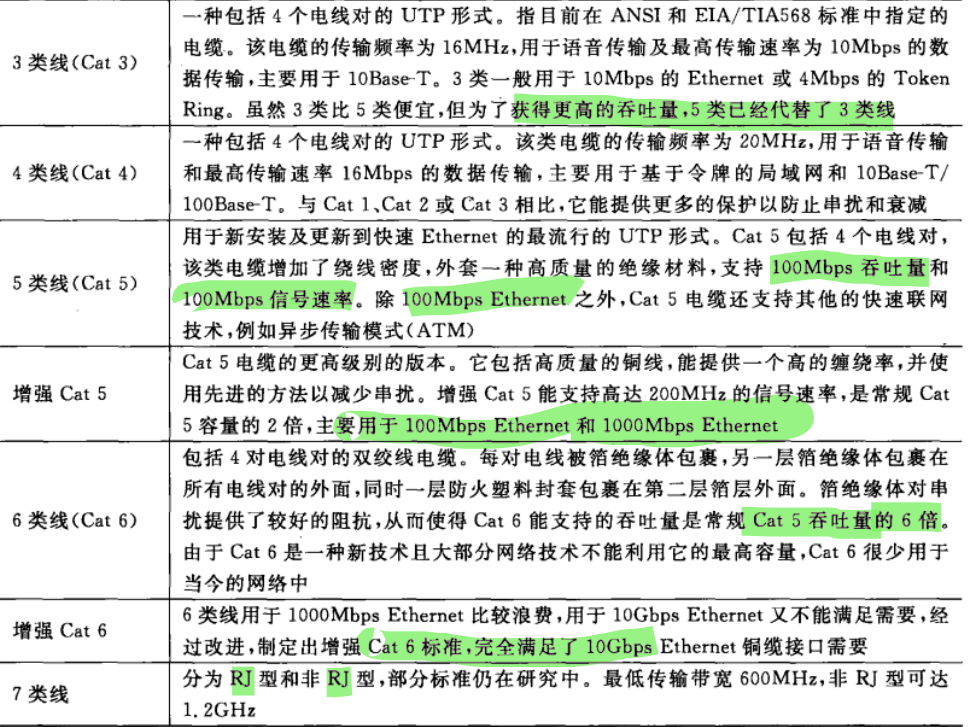 3 类线(Cat 3)
一种包括 4 个电线对的 UTP 形式。指目前在 ANSI 和 EIA/TIA568 标准中指定的
电缆。该电缆的传输频率为 16MHz,用于语音传输及最高传输速率为 10Mbps 的数
据传输,主要用于 10Base-T。3 类一般用于 10Mbps 的 Ethernet 或 4Mbps 的 Token
Ring。虽然 3 类比 5 类便宜,但为了获得更高的吞吐量,5 类已经代替了 3 类线
4 类线(Cat 4)
一种包括 4 个电线对的 UTP 形式。该类电缆的传输频率为 20MHz,用于语音传输
和最高传输速率 16Mbps 的数据传输,主要用于基于令牌的局域网和 10Base-T/
100Base-T。与 Cat 1、Cat 2 或 Cat 3 相比,它能提供更多的保护以防止串扰和衰减
5 类线(Cat 5)
用于新安装及更新到快速 Ethernet 的最流行的 UTP 形式。Cat 5 包括 4 个电线对,
该类电缆增加了绕线密度,外套一种高质量的绝缘材料,支持 100Mbps 吞吐量和
100Mbps 信号速率。除 100Mbps Ethernet 之外,Cat 5 电缆还支持其他的快速联网
技术,例如异步传输模式(ATM)
增强 Cat 5
Cat 5 电缆的更高级别的版本。它包括高质量的铜线,能提供一个高的缠绕率,并使
用先进的方法以减少串扰。增强 Cat 5 能支持高达 200MHz 的信号速率,是常规 Cat
5 容量的 2 倍,主要用于 100Mbps Ethernet 和 1000Mbps Ethernet
6 类线(Cat 6)
包括 4 对电线对的双绞线电缆。每对电线被箔绝缘体包裹,另一层箔绝缘体包裹在
所有电线对的外面,同时一层防火塑料封套包裹在第二层箔层外面。箔绝缘体对串
扰提供了较好的阻抗,从而使得 Cat 6 能支持的吞吐量是常规 Cat 5 吞吐量的 6 倍。
由于 Cat 6 是一种新技术且大部分网络技术不能利用它的最高容量,Cat 6 很少用于
当今的网络中
增强 Cat 6
6 类线用于 1000Mbps Ethernet 比较浪费,用于 10Gbps Ethernet 又不能满足需要,经
过改进,制定出增强 Cat 6 标准,完全满足了 10Gbps Ethernet 铜缆接口需要
7 类线
分为 RJ 型和非 RJ 型,部分标准仍在研究中。最低传输带宽 600MHz,非 RJ 型可达
1.2GHz